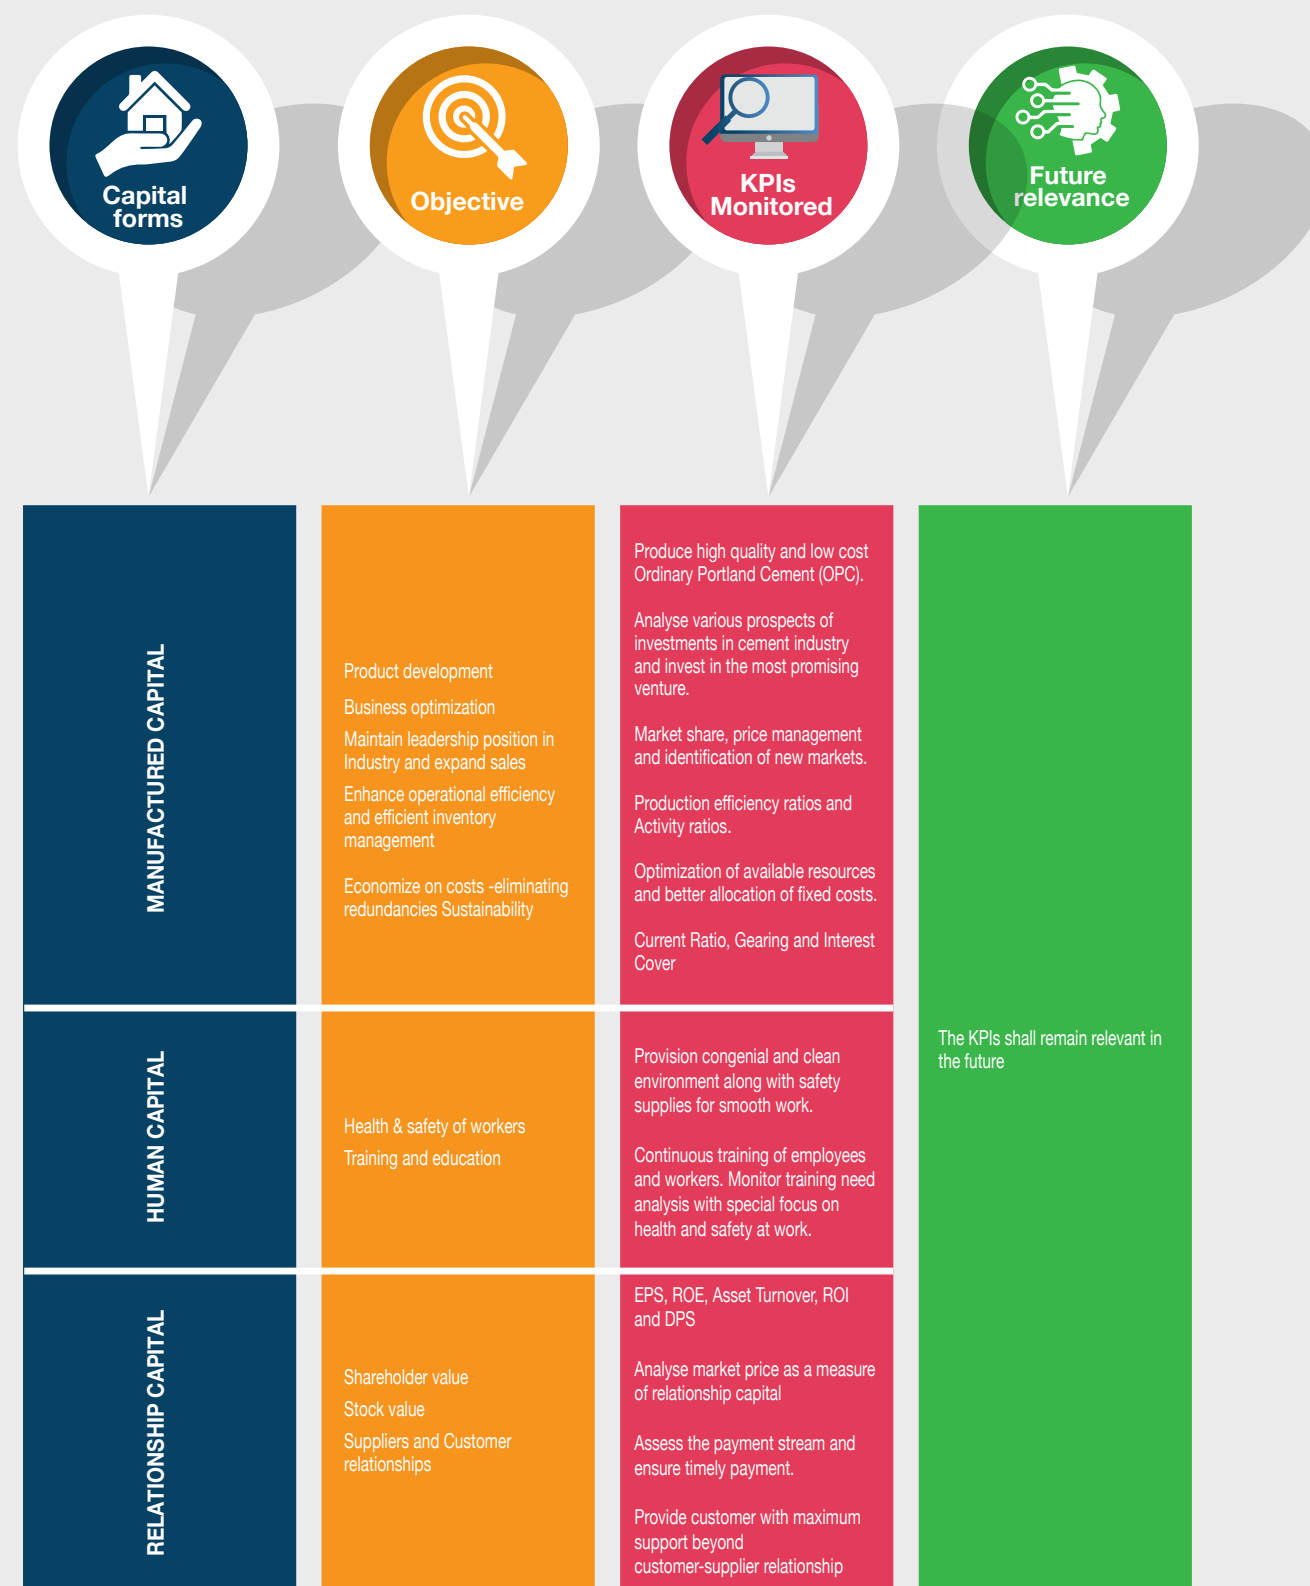 Capital
forms
Objective
KPIs
Monitored
Future
relevance
MANUFACTURED CAPITAL
Product development
Business optimization
Maintain leadership position in
Industry and expand sales
Enhance operational efficiency
and efficient inventory
management
Economize on costs -eliminating
redundancies Sustainability
Produce high quality and low cost
Ordinary Portland Cement (OPC).
Analyse various prospects of
investments in cement industry
and invest in the most promising
venture.
Market share, price management
and identification of new markets.
Production efficiency ratios and
Activity ratios.
Optimization of available resources
and better allocation of fixed costs.
Current Ratio, Gearing and Interest
Cover
The KPIs shall remain relevant in
the future
HUMAN CAPITAL
Health & safety of workers
Training and education
Provision congenial and clean
environment along with safety
supplies for smooth work.
Continuous training of employees
and workers. Monitor training need
analysis with special focus on
health and safety at work.
RELATIONSHIP CAPITAL
Shareholder value
Stock value
Suppliers and Customer
relationships
EPS, ROE, Asset Turnover, ROI
and DPS
Analyse market price as a measure
of relationship capital
Assess the payment stream and
ensure timely payment.
Provide customer with maximum
support beyond
customer-supplier relationship